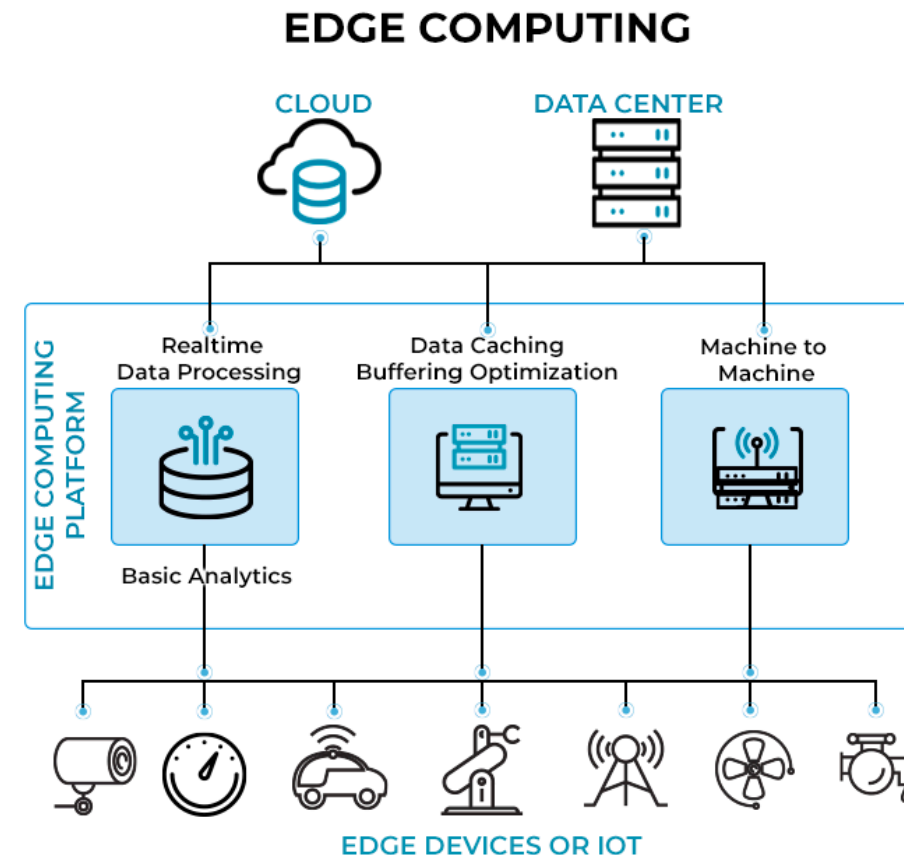 EDGE COMPUTING
CLOUD
DATA CENTER
EDGE COMPUTING
PLATFORM
Realtime
Data Processing
Data Caching
Buffering Optimization
Machine to
Machine
Basic Analytics
EDGE DEVICES OR IOT